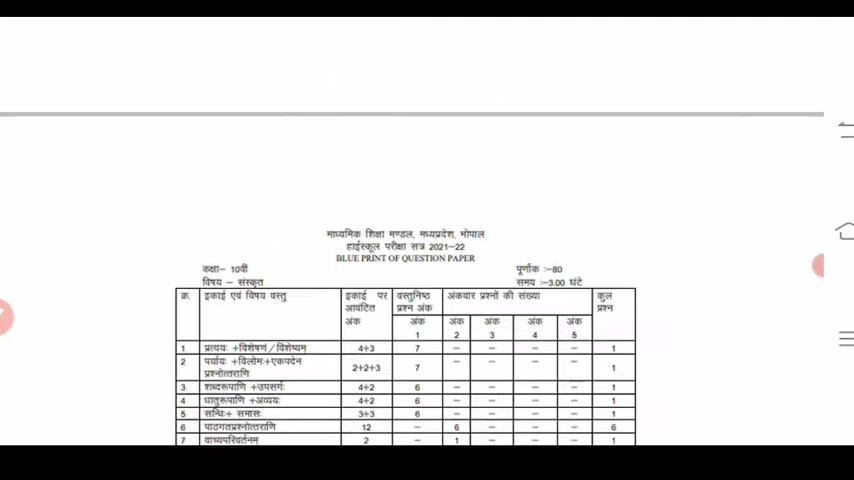 माध्यमिक शिक्षा मण्डल, मध्यप्रदेश, भोपाल
हाईस्कूल परीक्षा सत्र 2021-22
BLUE PRINT OF QUESTION PAPER
कक्षा– 10वीं पूर्णांक :-80
विषय – संस्कृत समय :-3.00 घंटे
क्र. इकाई एवं विषय वस्तु इकाई पर आवंटित अंक वस्तुनिष्ठ प्रश्न अंक अंकवार प्रश्नों की संख्या कुल प्रश्न
अंक 1 अंक 2 अंक 3 अंक 4 अंक 5
1 प्रत्ययः +विशेषणं/विशेष्यम् 4+3 7 – – – – 1
2 पर्यायः +विलोमः+एकपदेन प्रश्नोत्तराणि 2+2+3 7 – – – – 1
3 शब्दरूपाणि +उपसर्गः 4+2 6 – – – – 1
4 धातुरूपाणि +अव्ययः 4+2 6 – – – – 1
5 सन्धिः+ समासः 3+3 6 – – – – 1
6 पाठगतप्रश्नोत्तराणि 12 – 6 – – – 6
7 वाच्यपरिवर्तनम् 2 – 1 – – – 1